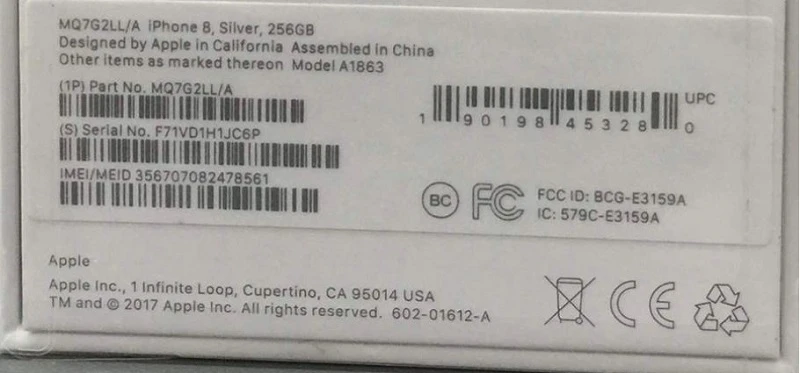 MQ7G2LL/A iPhone 8, Silver, 256GB
Designed by Apple in California Assembled in China
Other items as marked thereon Model A1863
(1P) Part No. MQ7G2LL/A
(S) Serial No. F71VD1H1JC6P
IMEI/MEID 356707082478561
UPC
1 90198 45328 0
BC FC FCC ID: BCG-E3159A
IC: 579C-E3159A
Apple
Apple Inc., 1 Infinite Loop, Cupertino, CA 95014 USA
TM and © 2017 Apple Inc. All rights reserved. 602-01612-A
CE